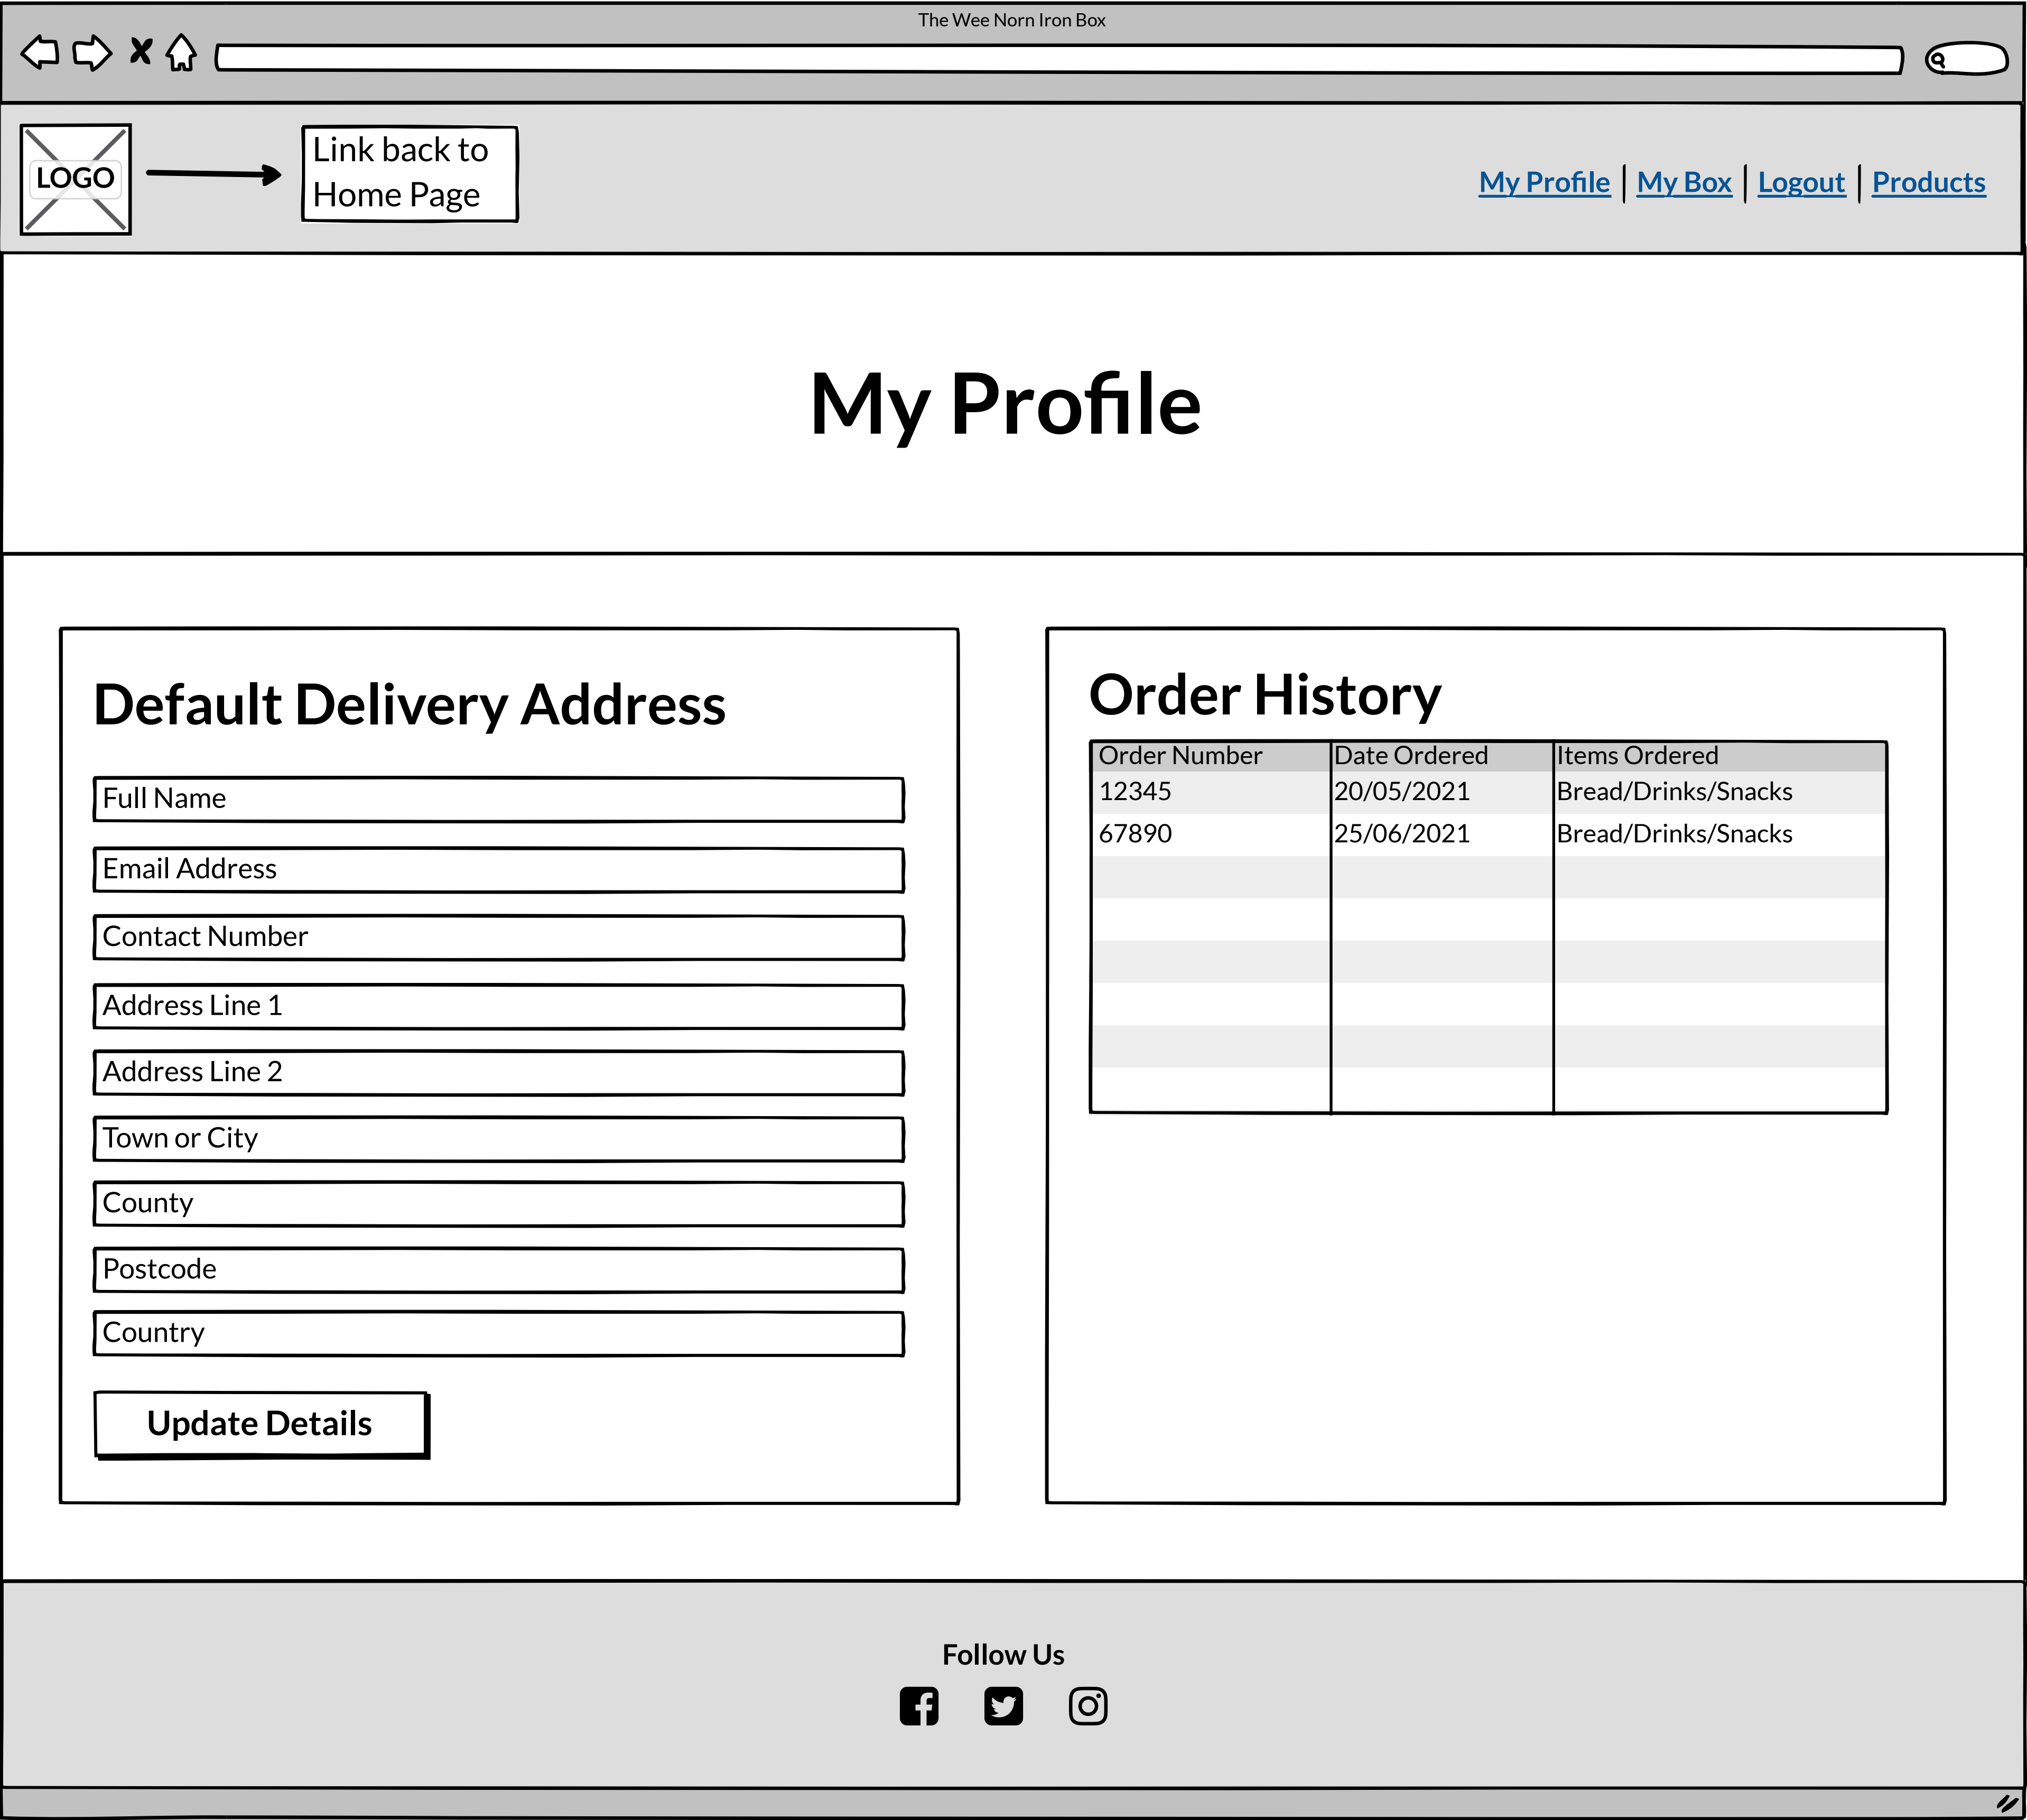 The Wee Norn Iron Box
LOGO
Link back to
Home Page
My Profile | My Box | Logout | Products
My Profile
Default Delivery Address
Full Name
Email Address
Contact Number
Address Line 1
Address Line 2
Town or City
County
Postcode
Country
Update Details
Order History
Order Number Date Ordered Items Ordered
12345 20/05/2021 Bread/Drinks/Snacks
67890 25/06/2021 Bread/Drinks/Snacks
Follow Us